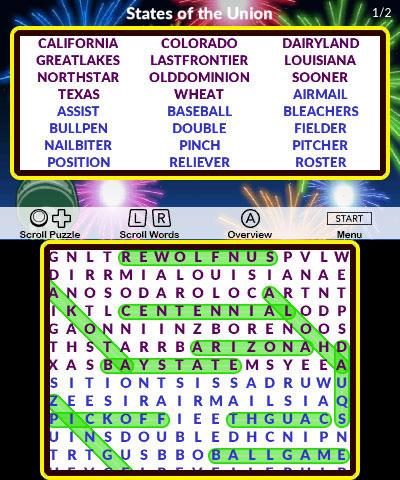 States of the Union
1/2
CALIFORNIA COLORADO DAIRYLAND
GREATLAKES LASTFRONTIER LOUISIANA
NORTHSTAR OLDDOMINION SOONER
TEXAS WHEAT AIRMAIL
ASSIST BASEBALL BLEACHERS
BULLPEN DOUBLE FIELDER
NAILBITER PINCH PITCHER
POSITION RELIEVER ROSTER
L R A START
Scroll Puzzle Scroll Words Overview Menu
G N L T R E W O L F N U S P V L W
D I R R M I A L O U I S I A N A E
A N O S O D A R O L O C A R T N T
I K T L C E N T E N N I A L O D P
G A O N N I I N Z B O R E N O O S
T H S T A R R B A R I Z O N A H D
X A S B A Y S T A T E M S Y E E A
S I T I O N T S I S S A D R U W U
Z E E S I R A I R M A I L S I A Q
P I C K O F F I E E T H G U A C S
U I N S D O U B L E D H C N I P N
T R T G U S B B O B A L L G A M E